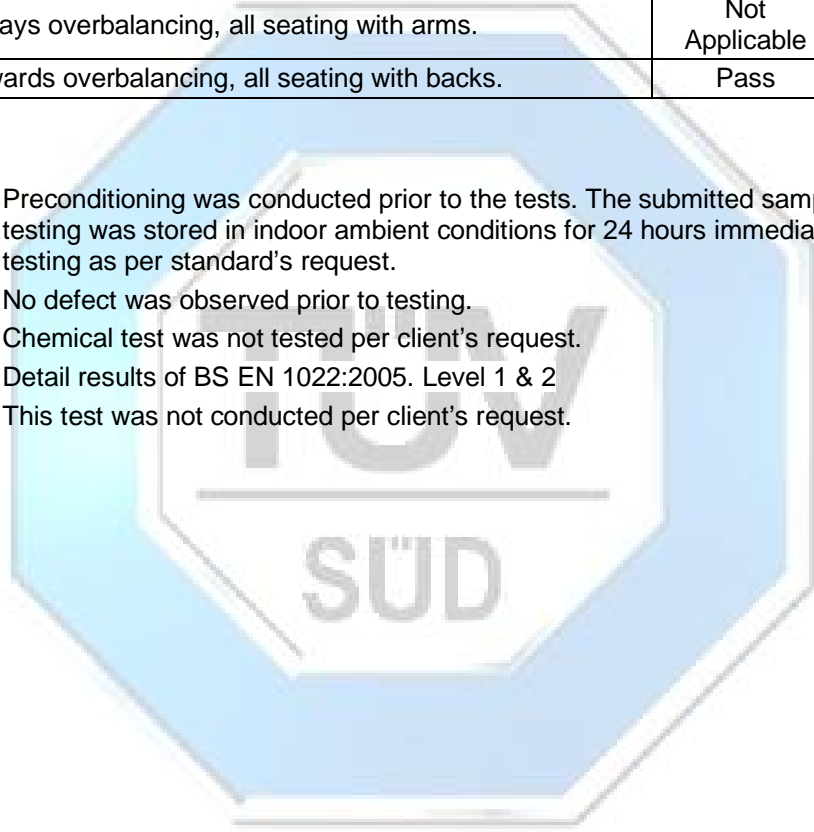 Not
ays overbalancing, all seating with arms.
Applicable
wards overbalancing, all seating with backs. Pass
Preconditioning was conducted prior to the tests. The submitted samp
testing was stored in indoor ambient conditions for 24 hours immedia
testing as per standard’s request.
No defect was observed prior to testing.
Chemical test was not tested per client’s request.
Detail results of BS EN 1022:2005. Level 1 & 2
This test was not conducted per client’s request.
TÜV
SÜD